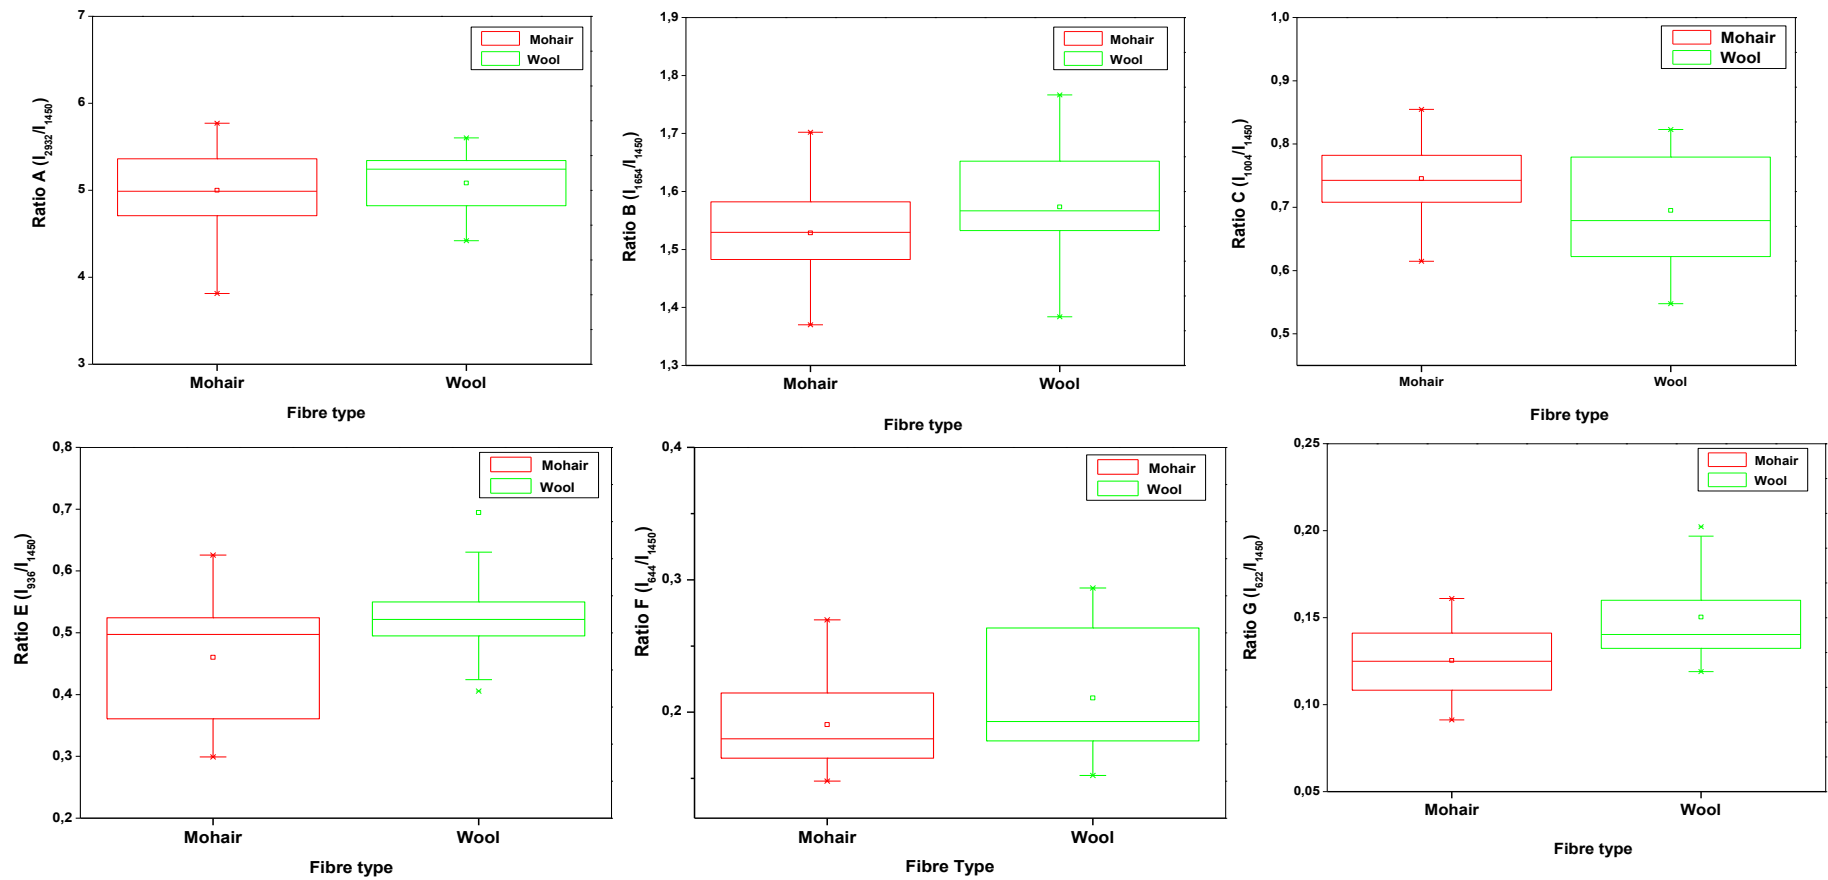 7
6
5
4
3
Ratio A (I2932/I1450)
Mohair
Wool
Mohair
Wool
Fibre type
1,9
1,8
1,7
1,6
1,5
1,4
1,3
Ratio B (I1654/I1450)
Mohair
Wool
Mohair
Wool
Fibre type
1,0
0,9
0,8
0,7
0,6
0,5
Ratio C (I1004/I1450)
Mohair
Wool
Mohair
Wool
Fibre type
0,8
0,7
0,6
0,5
0,4
0,3
0,2
Ratio E (I936/I1450)
Mohair
Wool
Mohair
Wool
Fibre type
0,4
0,3
0,2
Ratio F (I644/I1450)
Mohair
Wool
Mohair
Wool
Fibre Type
0,25
0,20
0,15
0,10
0,05
Ratio G (I622/I1450)
Mohair
Wool
Mohair
Wool
Fibre type